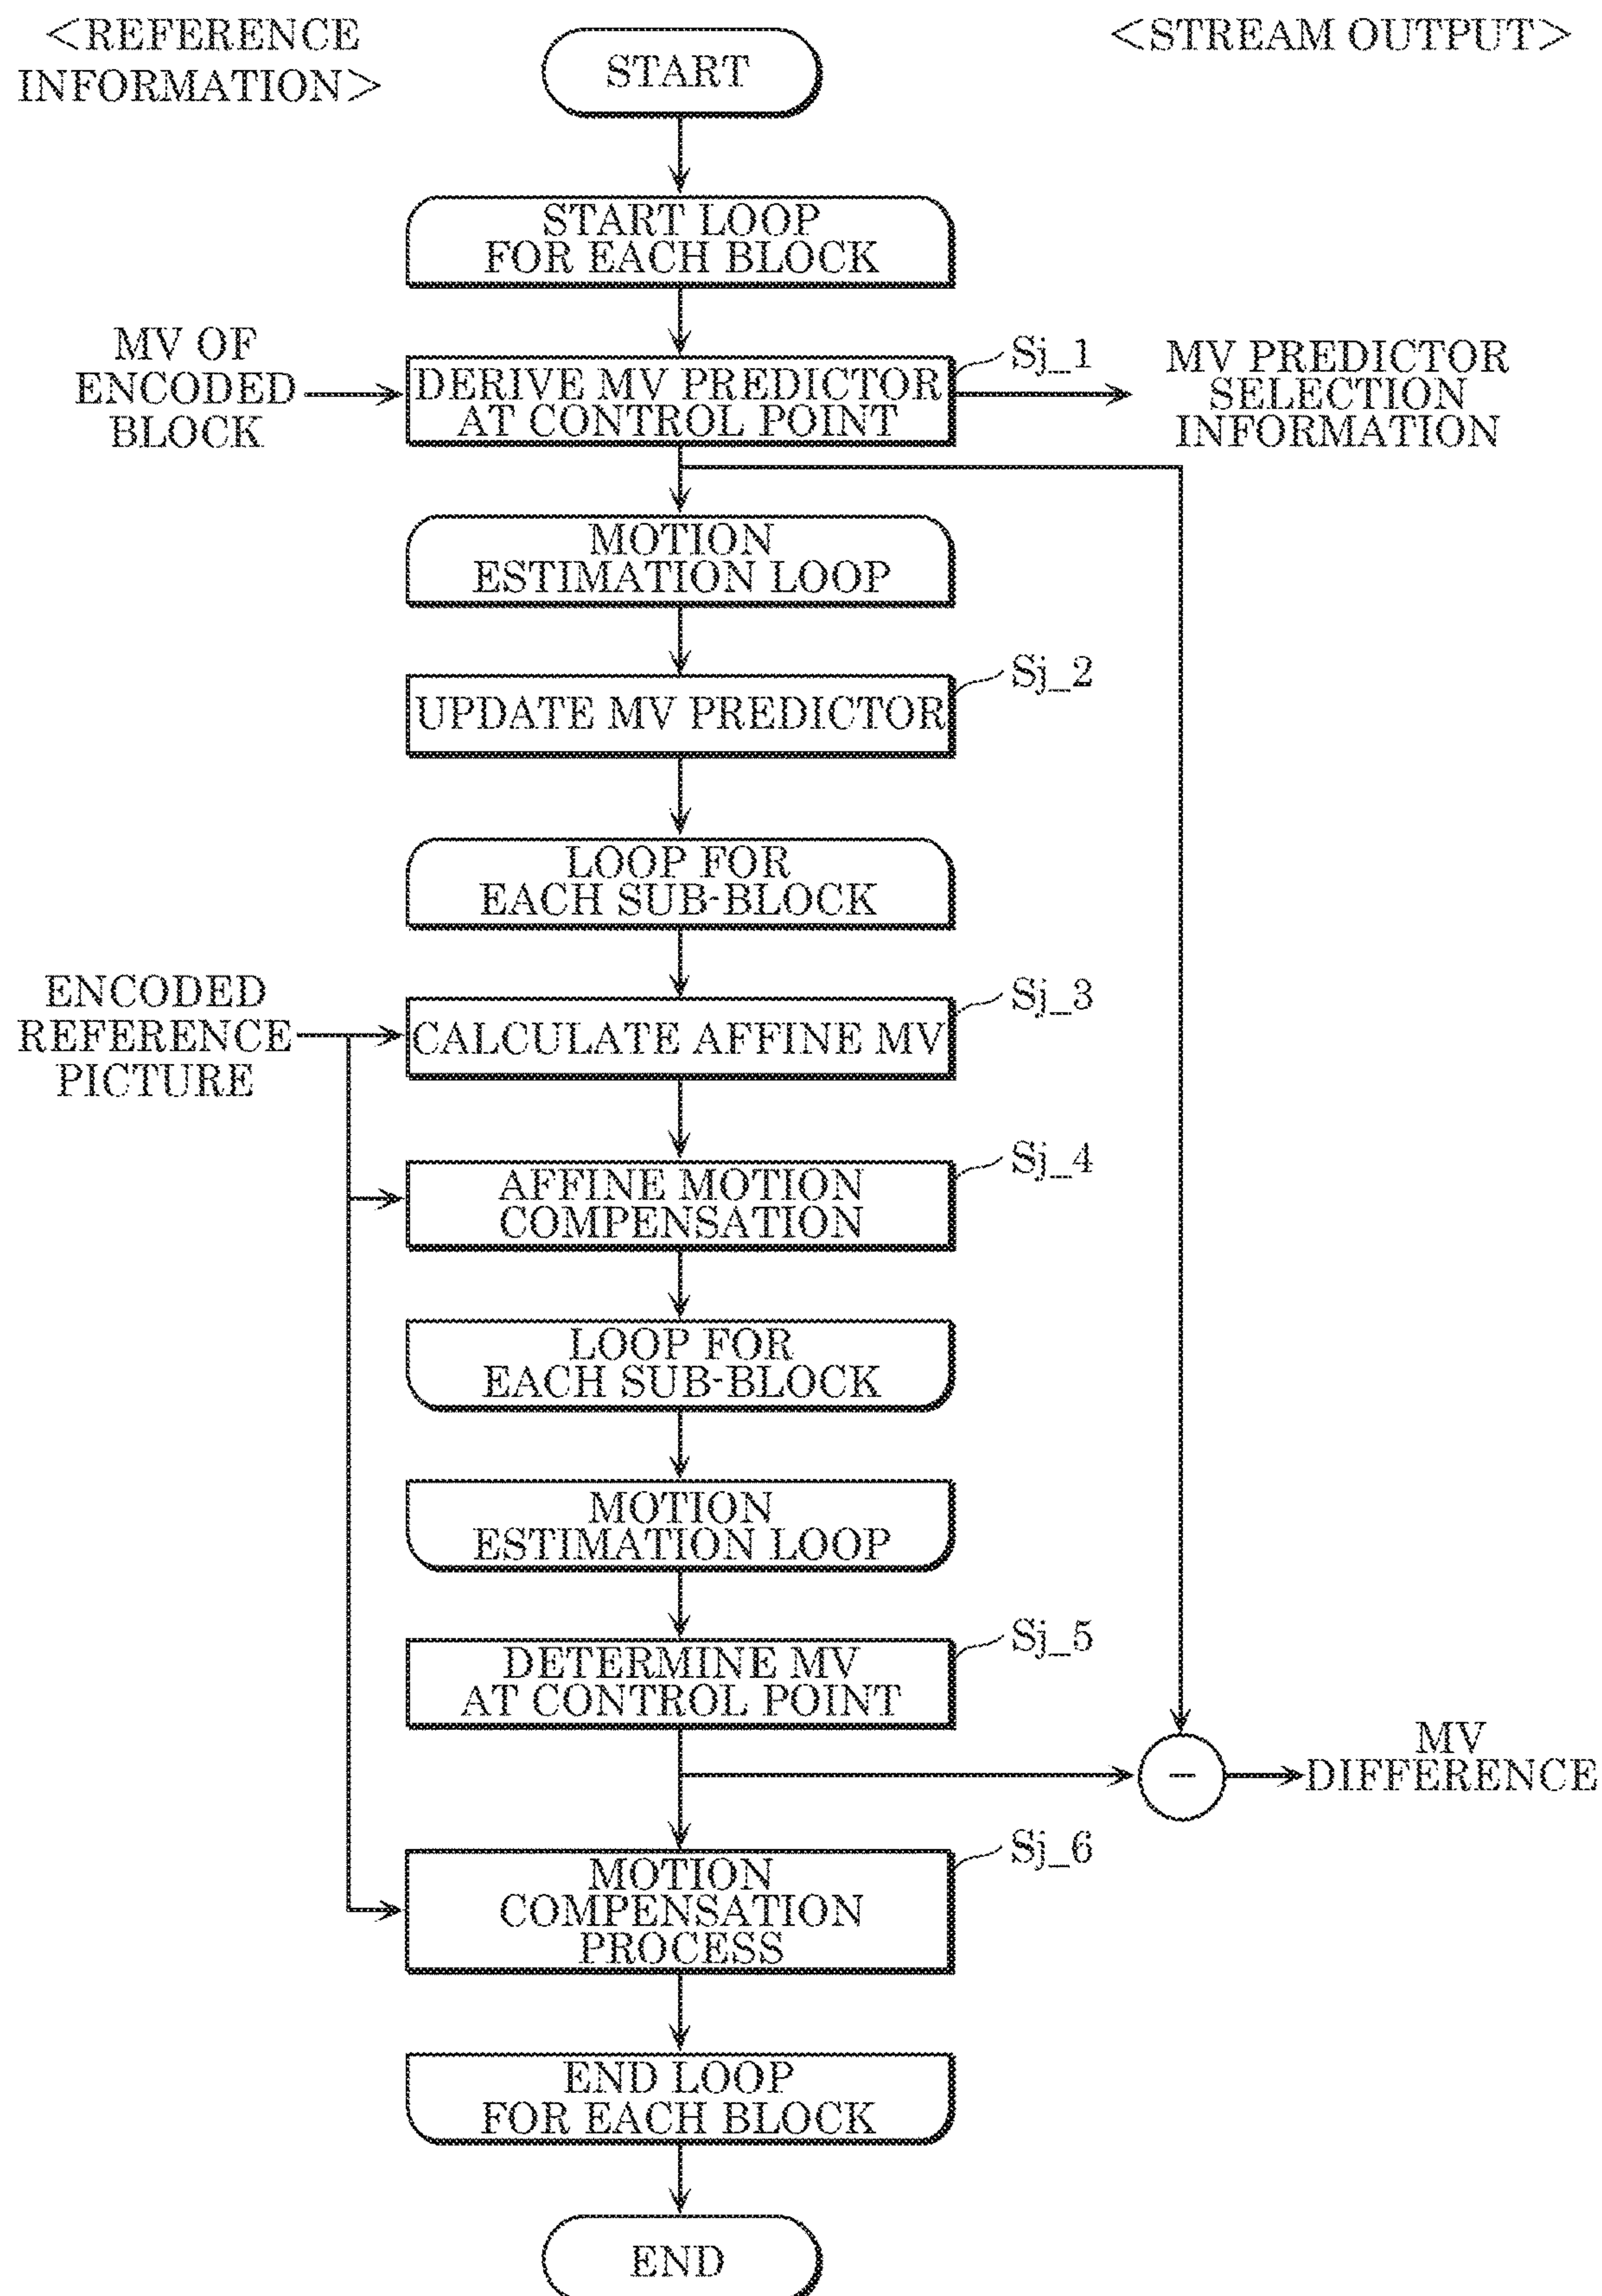 <REFERENCE
INFORMATION>
<STREAM OUTPUT>
START
START LOOP
FOR EACH BLOCK
MV OF
ENCODED
BLOCK
Sj_1
DERIVE MV PREDICTOR
AT CONTROL POINT
MV PREDICTOR
SELECTION
INFORMATION
MOTION
ESTIMATION LOOP
Sj_2
UPDATE MV PREDICTOR
LOOP FOR
EACH SUB-BLOCK
ENCODED
REFERENCE
PICTURE
Sj_3
CALCULATE AFFINE MV
Sj_4
AFFINE MOTION
COMPENSATION
LOOP FOR
EACH SUB-BLOCK
MOTION
ESTIMATION LOOP
Sj_5
DETERMINE MV
AT CONTROL POINT
−
MV
DIFFERENCE
Sj_6
MOTION
COMPENSATION
PROCESS
END LOOP
FOR EACH BLOCK
END